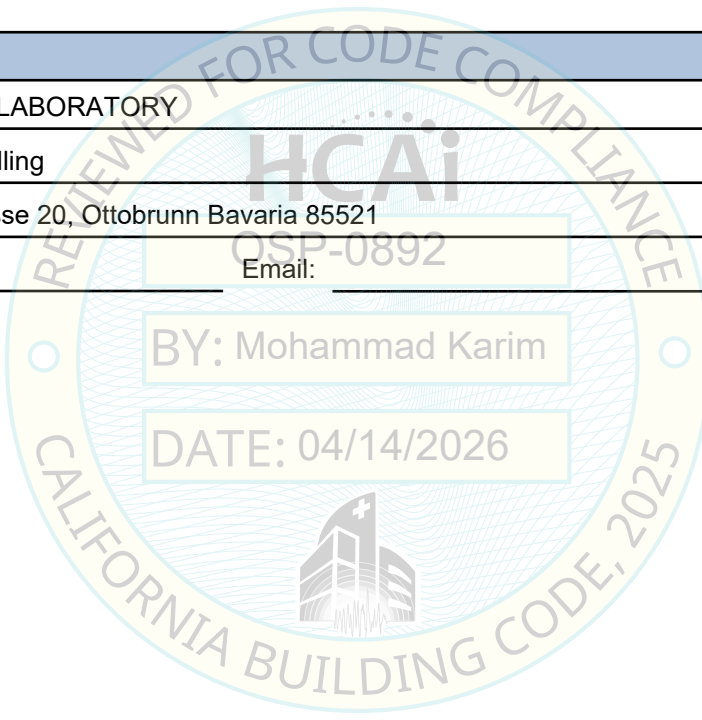 LABORATORY
lling
sse 20, Ottobrunn Bavaria 85521
Email:
REVIEWED FOR CODE COMPLIANCE
HCAi
OSP-0892
BY: Mohammad Karim
DATE: 04/14/2026
CALIFORNIA BUILDING CODE, 2025